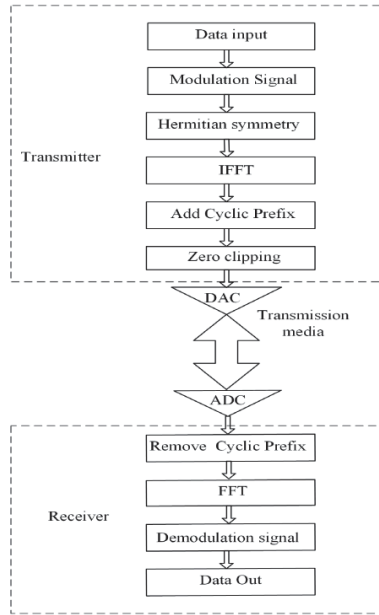 Data input
Modulation Signal
Hermitian symmetry
Transmitter
IFFT
Add Cyclic Prefix
Zero clipping
DAC
Transmission
media
ADC
Remove Cyclic Prefix
FFT
Receiver
Demodulation signal
Data Out